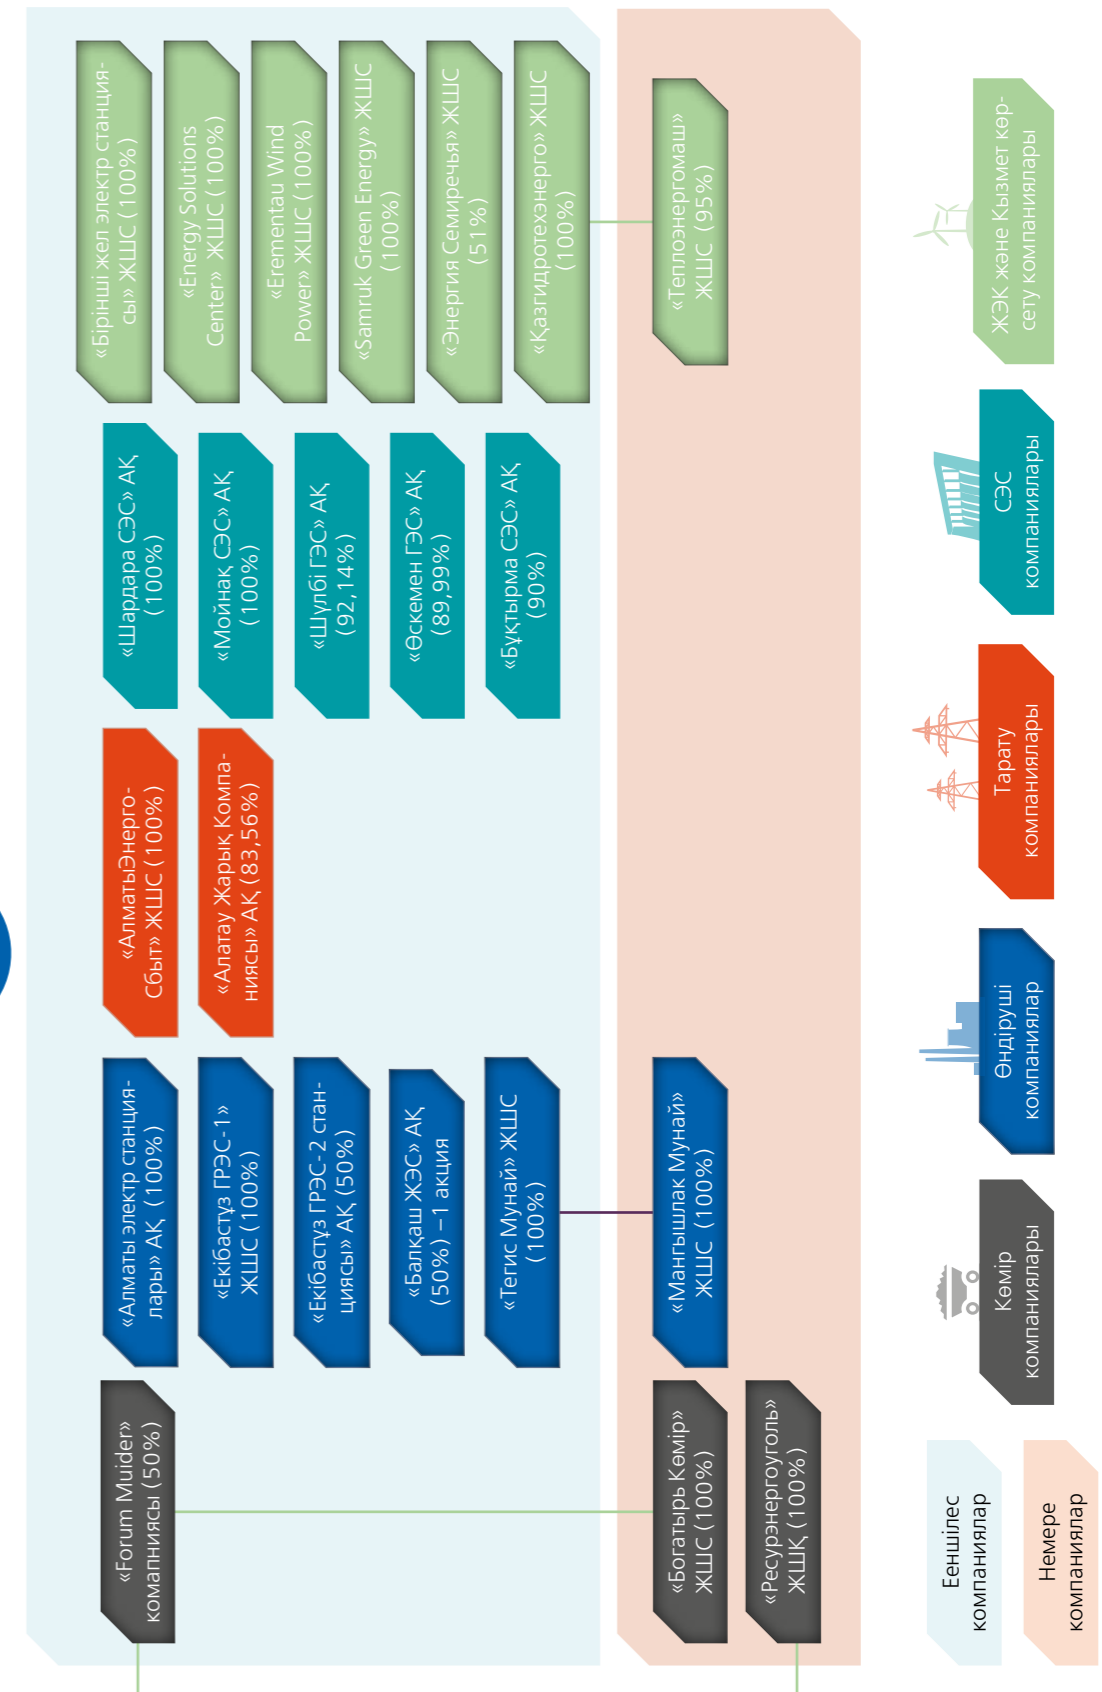 «Forum Muider»
компаниясы (50%)
«Алматы электр станция-
лары» АҚ (100%)
«Екібастұз ГРЭС-1»
ЖШС (100%)
«Екібастұз ГРЭС-2 стан-
циясы» АҚ (50%)
«Балқаш ЖЭС» АҚ
(50%) –1 акция
«Тегис Мунай» ЖШС
(100%)
«АлматыЭнерго-
Сбыт» ЖШС (100%)
«Алатау Жарық Компа-
ниясы» АҚ (83,56%)
«Шардара СЭС» АҚ
(100%)
«Мойнақ СЭС» АҚ
(100%)
«Шүлбі ГЭС» АҚ
(92,14%)
«Өскемен ГЭС» АҚ
(89,99%)
«Бұқтырма СЭС» АҚ
(90%)
«Бірінші жел электр станция-
сы» ЖШС (100%)
«Energy Solutions
Center» ЖШС (100%)
«Erementau Wind
Power» ЖШС (100%)
«Samruk Green Energy» ЖШС
(100%)
«Энергия Семиречья» ЖШС
(51%)
«Қазгидротехэнерго» ЖШС
(100%)
«Богатырь Көмір»
ЖШС (100%)
«Ресурэнергоуголь»
ЖШҚ (100%)
«Мангышлак Мунай»
ЖШС (100%)
«Теплоэнергомаш»
ЖШС (95%)
Ееншілес
компаниялар
Немере
компаниялар
Көмір
компаниялары
Өндіруші
компаниялар
Тарату
компаниялары
СЭС
компаниялары
ЖЭК және Кызмет көр-
сету компаниялары